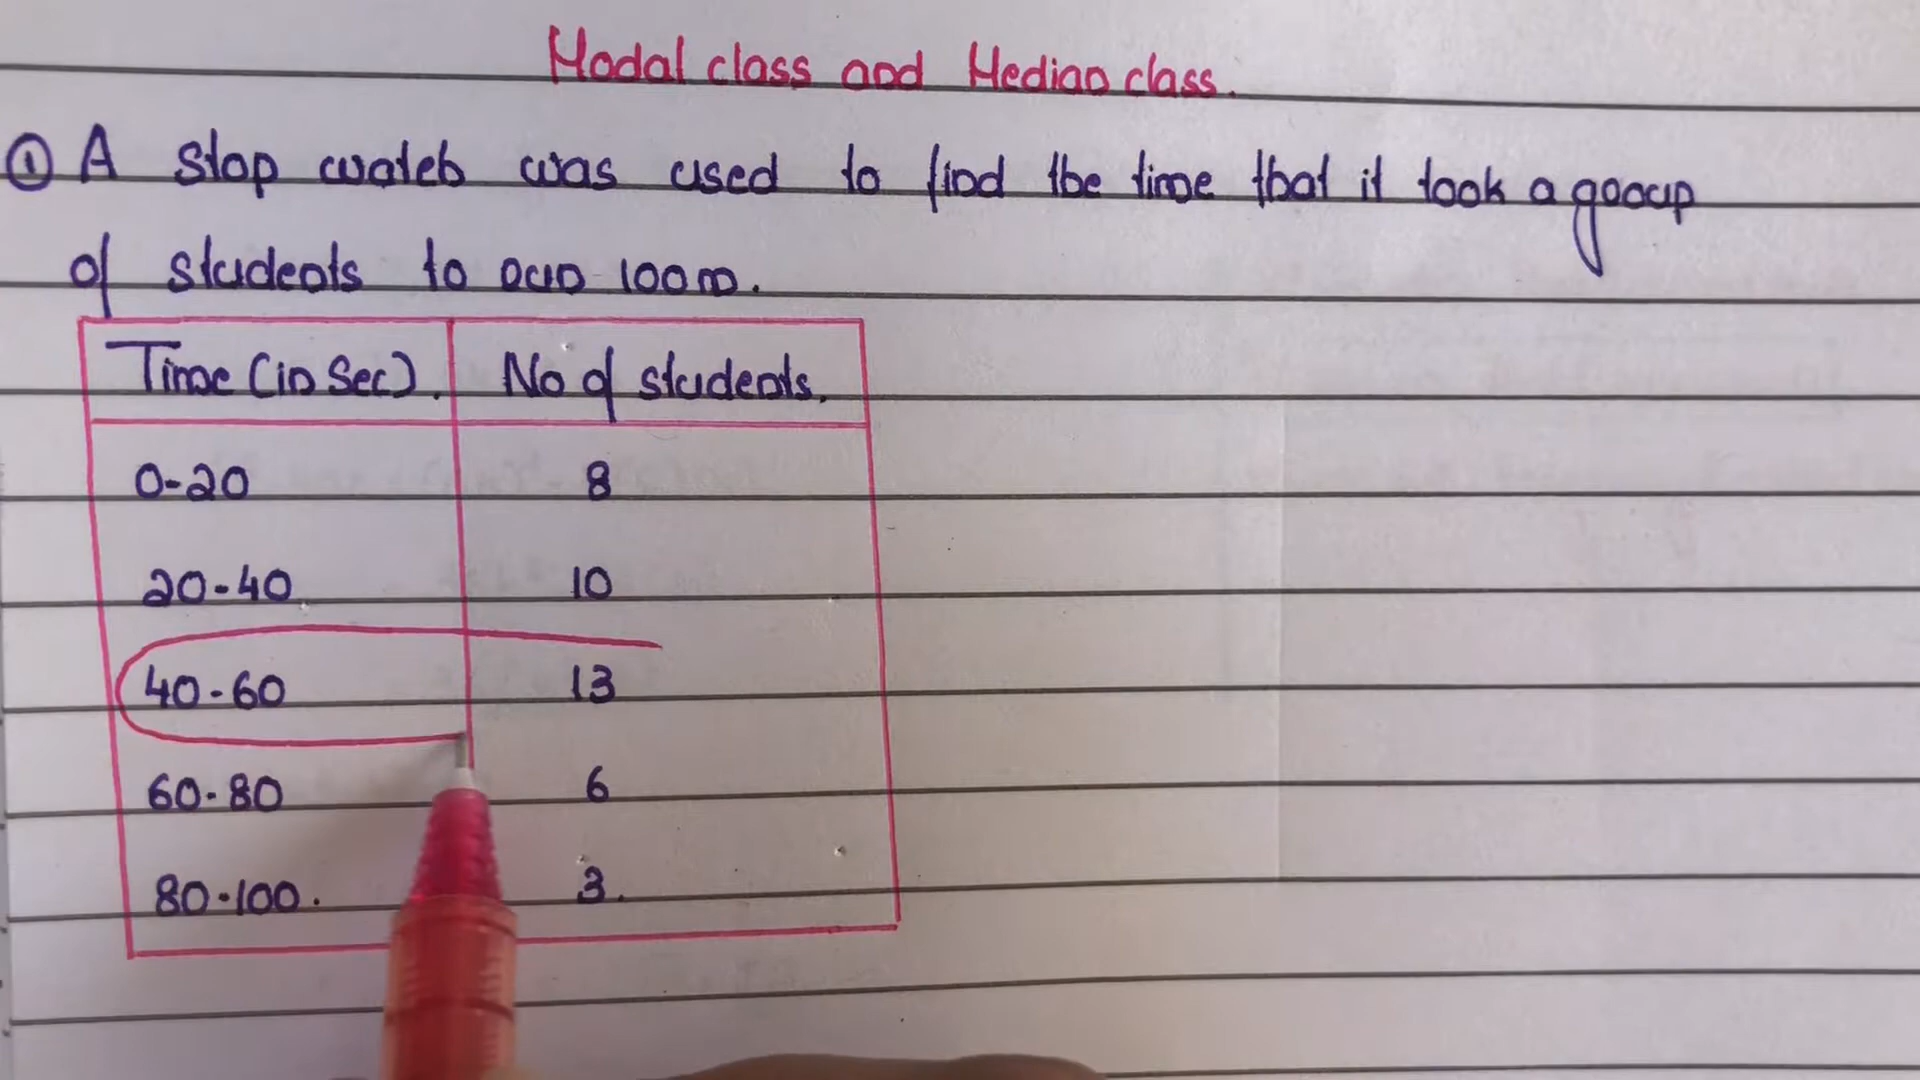 Modal class and Median class.
① A stop watch was used to find the time that it took a group
of students to run 100m.
Time (in Sec). No of students.
0-20 8
20-40 10
40-60 13
60-80 6
80-100. 3.